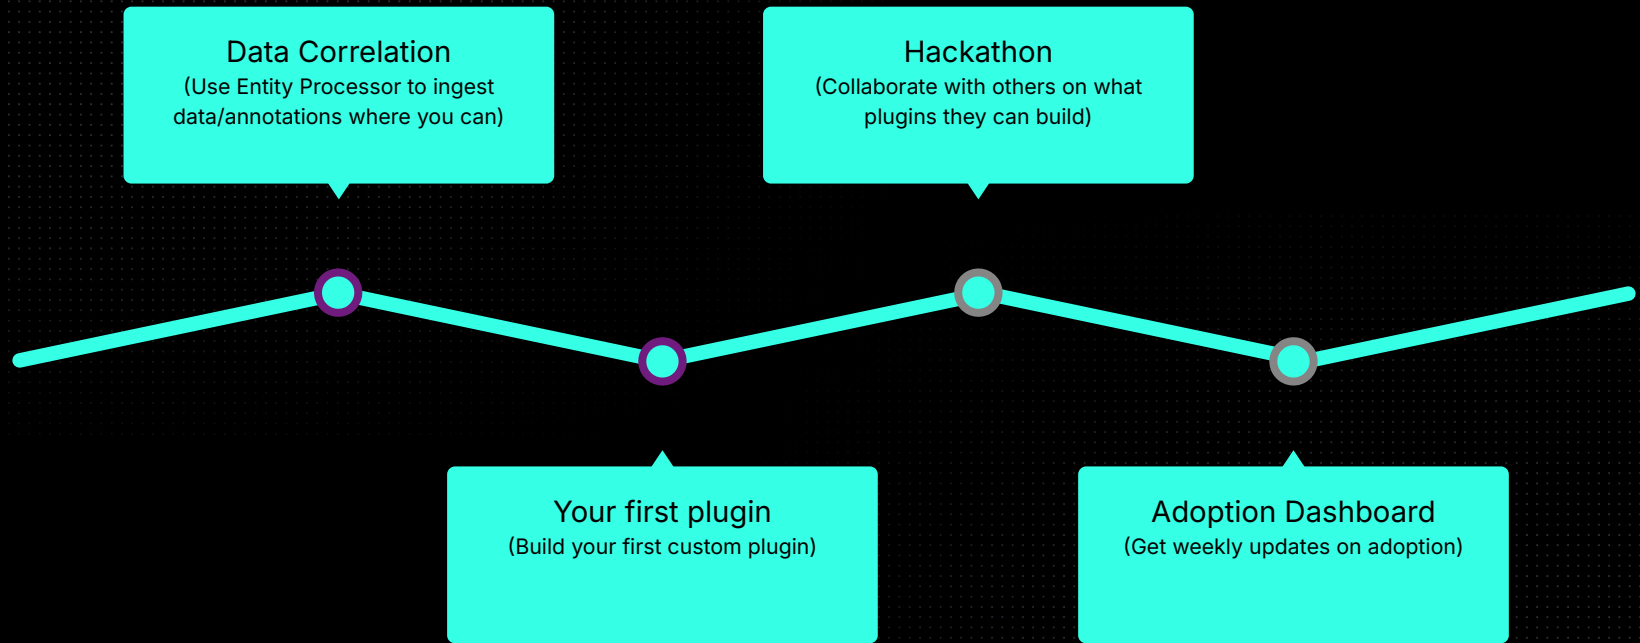 Data Correlation
(Use Entity Processor to ingest
data/annotations where you can)
Hackathon
(Collaborate with others on what
plugins they can build)
Your first plugin
(Build your first custom plugin)
Adoption Dashboard
(Get weekly updates on adoption)